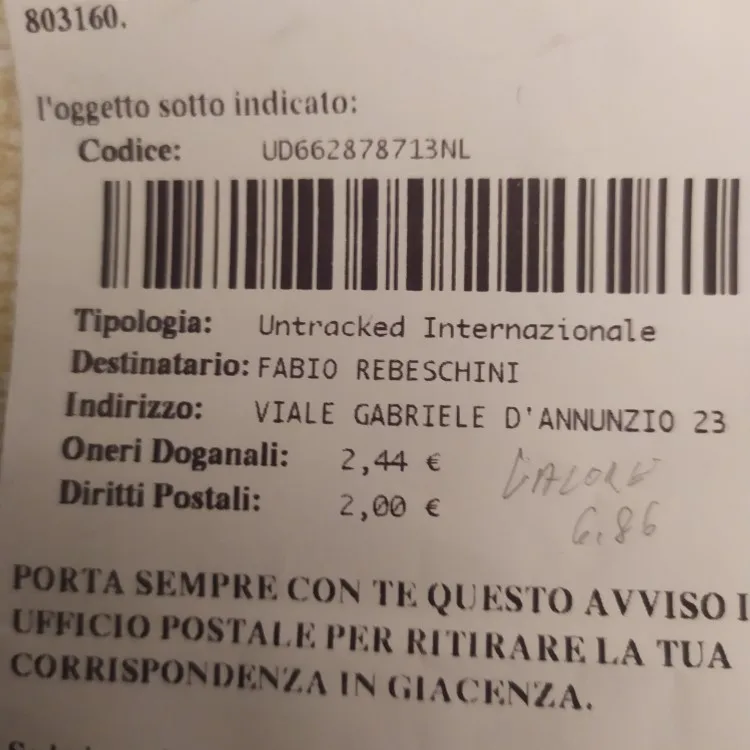 803160.
l'oggetto sotto indicato:
Codice: UD662878713NL
Tipologia: Untracked Internazionale
Destinatario: FABIO REBESCHINI
Indirizzo: VIALE GABRIELE D'ANNUNZIO 23
Oneri Doganali: 2,44 €
Diritti Postali: 2,00 €
VALORE
6.86
PORTA SEMPRE CON TE QUESTO AVVISO I
UFFICIO POSTALE PER RITIRARE LA TUA
CORRISPONDENZA IN GIACENZA.